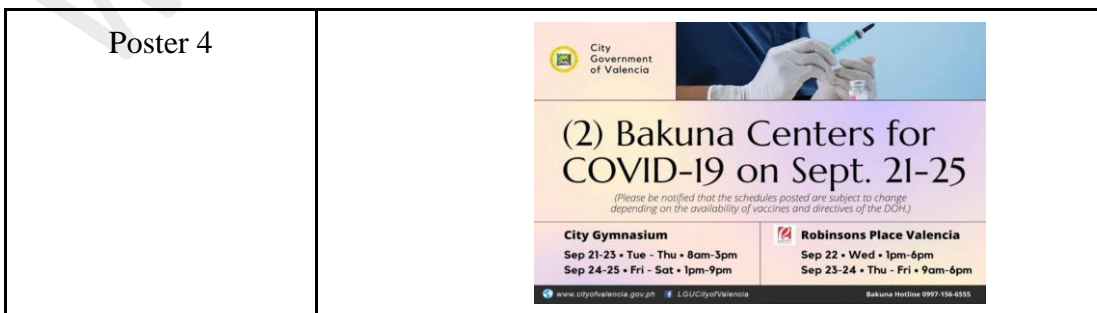 Poster 4
City
Government
of Valencia
(2) Bakuna Centers for
COVID-19 on Sept. 21-25
(Please be notified that the schedules posted are subject to change
depending on the availability of vaccines and directives of the DOH.)
City Gymnasium
Sep 21-23 • Tue - Thu • 8am-3pm
Sep 24-25 • Fri - Sat • 1pm-9pm
Robinsons Place Valencia
Sep 22 • Wed • 1pm-6pm
Sep 23-24 • Thu - Fri • 9am-6pm
www.cityofvalencia.gov.ph LGUCityofValencia Bakuna Hotline 0997-156-6555